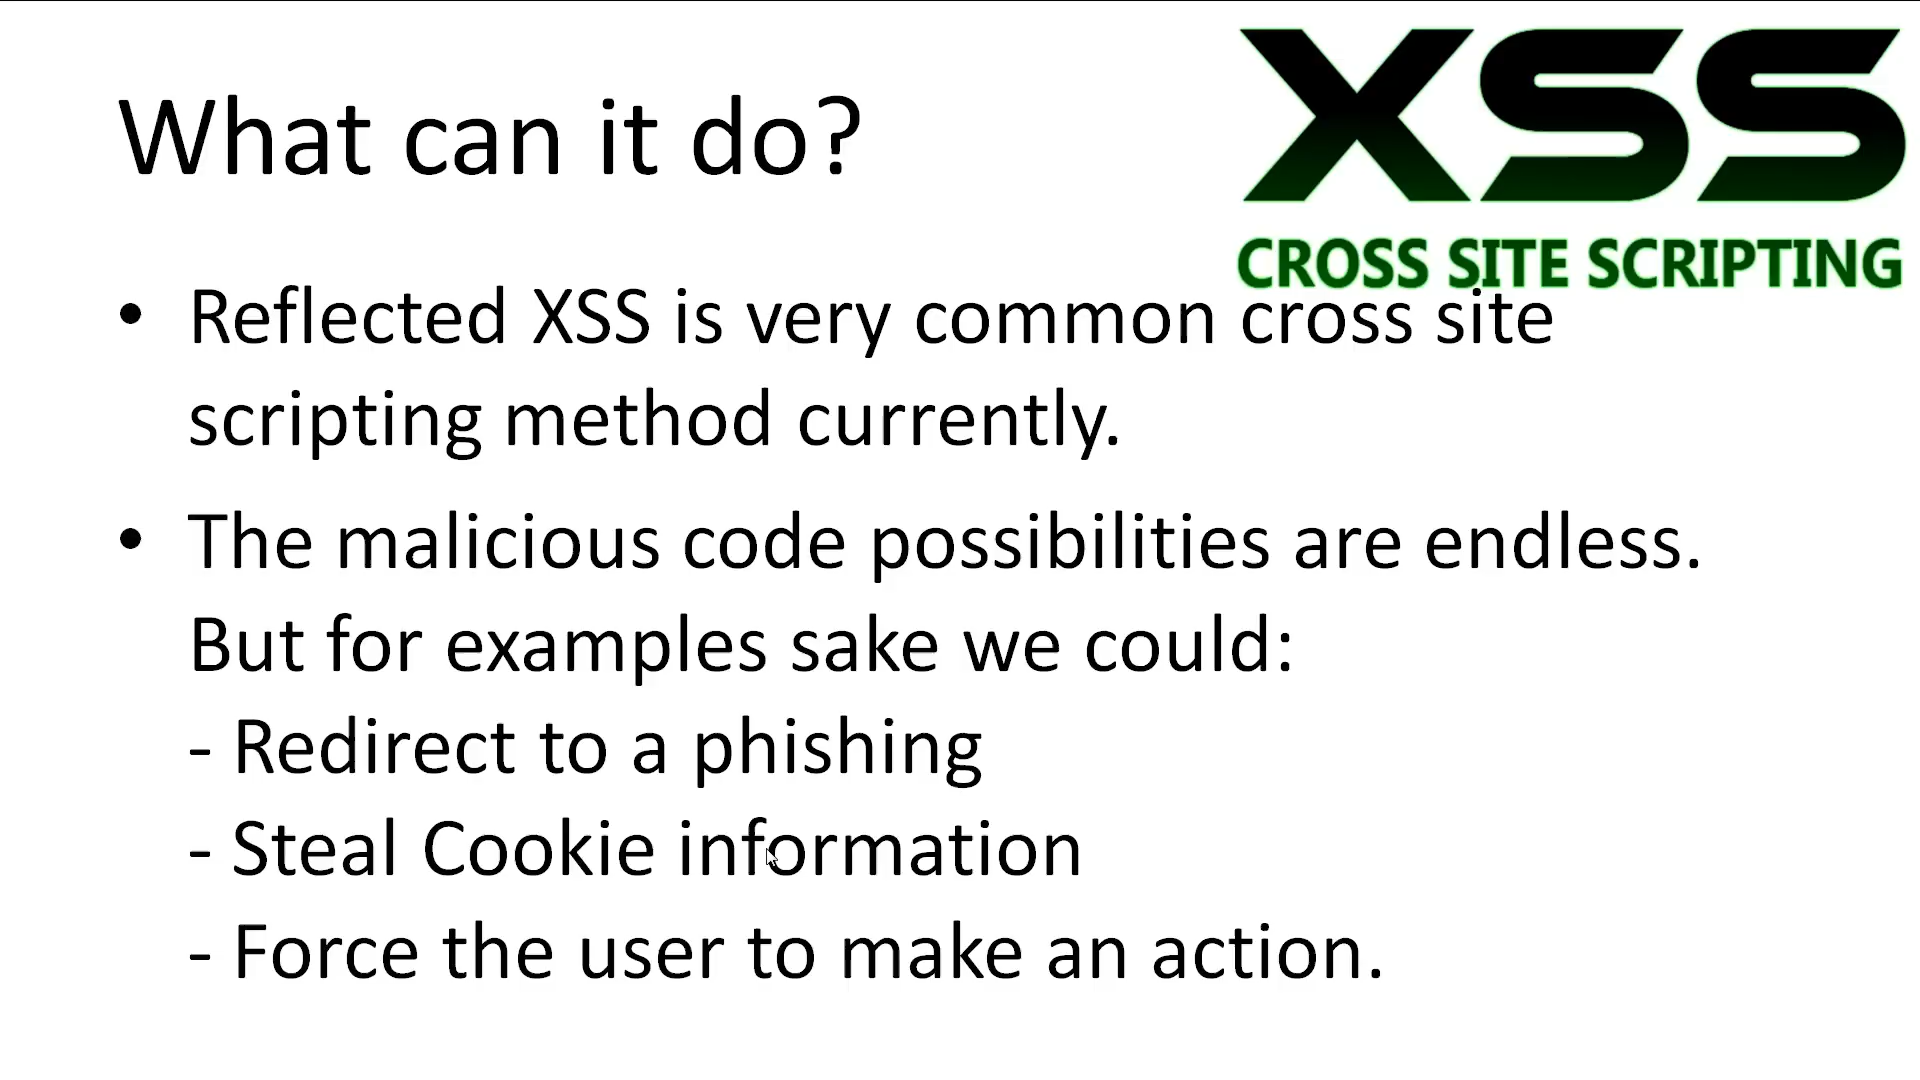 What can it do?
XSS
CROSS SITE SCRIPTING
• Reflected XSS is very common cross site
scripting method currently.
• The malicious code possibilities are endless.
But for examples sake we could:
- Redirect to a phishing
- Steal Cookie information
- Force the user to make an action.